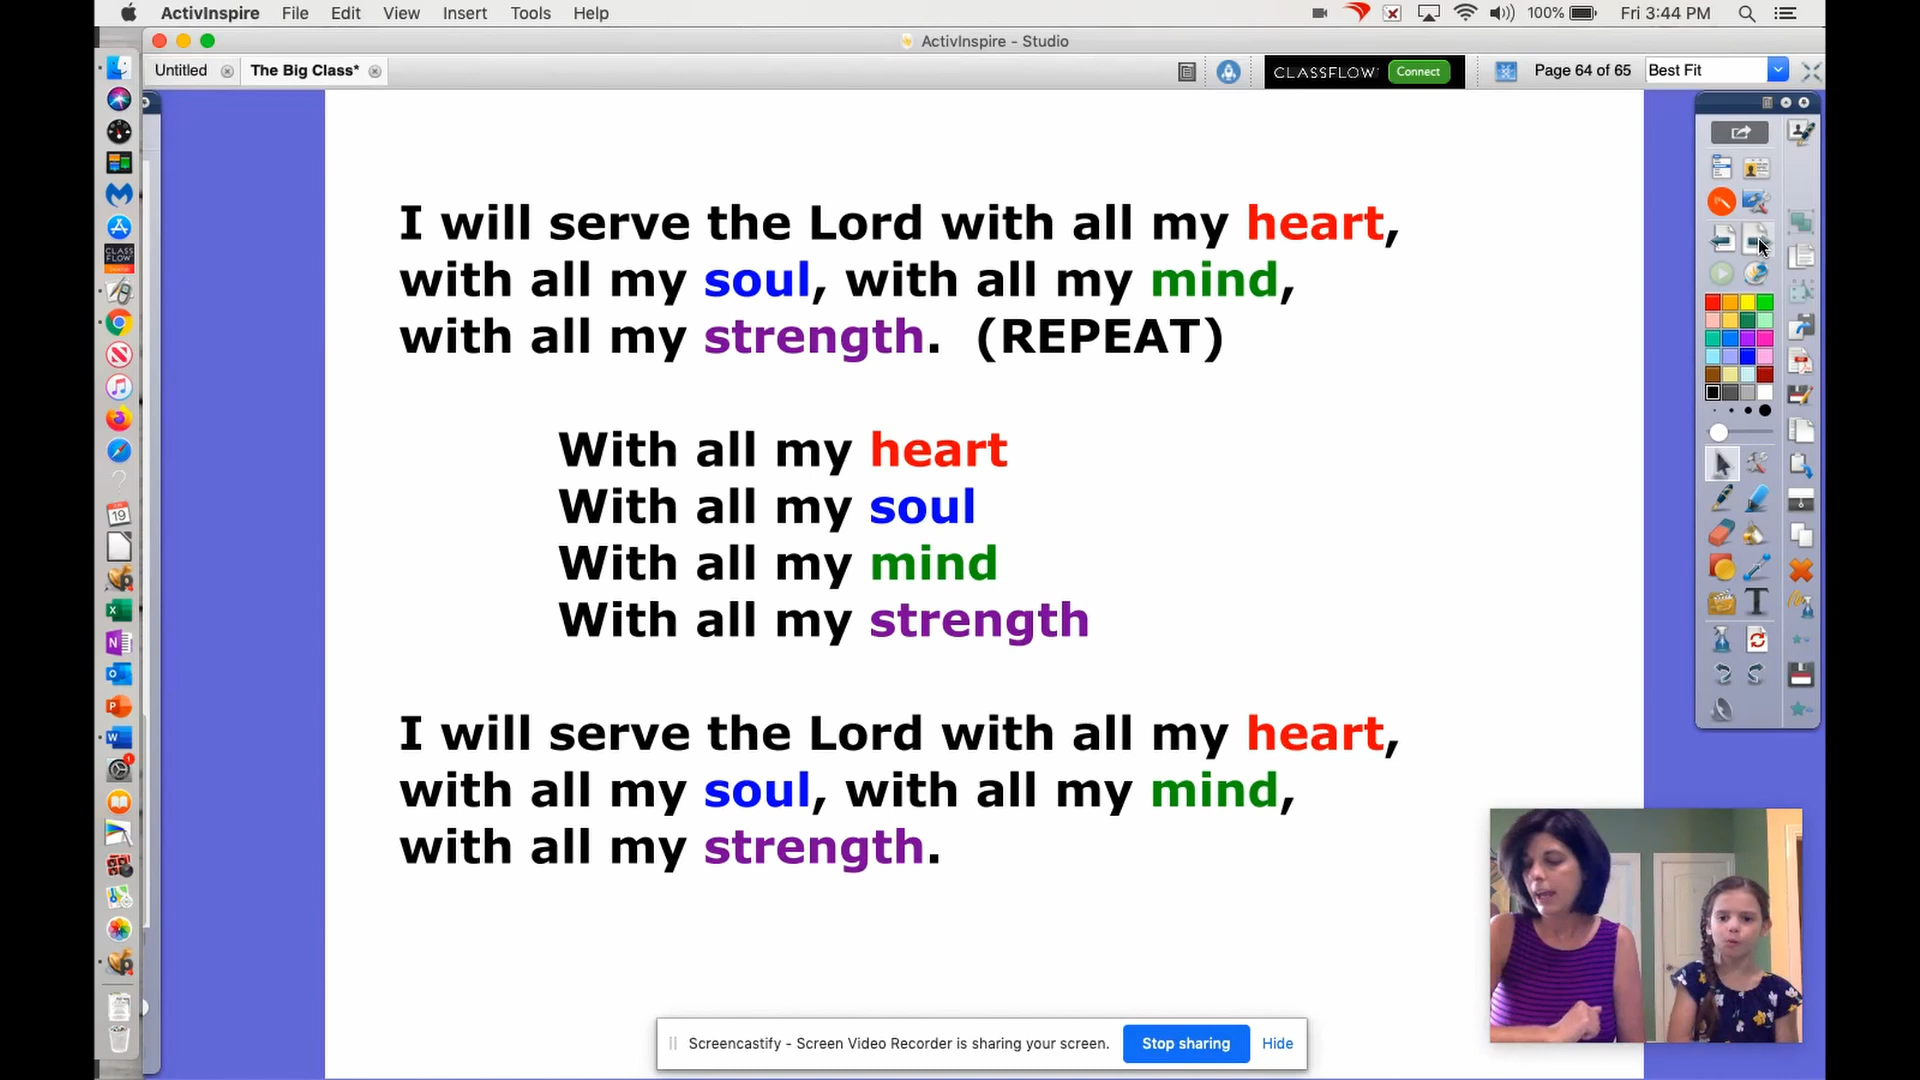 ActivInspire File Edit View Insert Tools Help 100% Fri 3:44 PM
ActivInspire - Studio
Untitled The Big Class* CLASSFLOW Connect Page 64 of 65 Best Fit
I will serve the Lord with all my heart,
with all my soul, with all my mind,
with all my strength. (REPEAT)
With all my heart
With all my soul
With all my mind
With all my strength
I will serve the Lord with all my heart,
with all my soul, with all my mind,
with all my strength.
Screencastify - Screen Video Recorder is sharing your screen. Stop sharing Hide
CLASS
FLOW
19